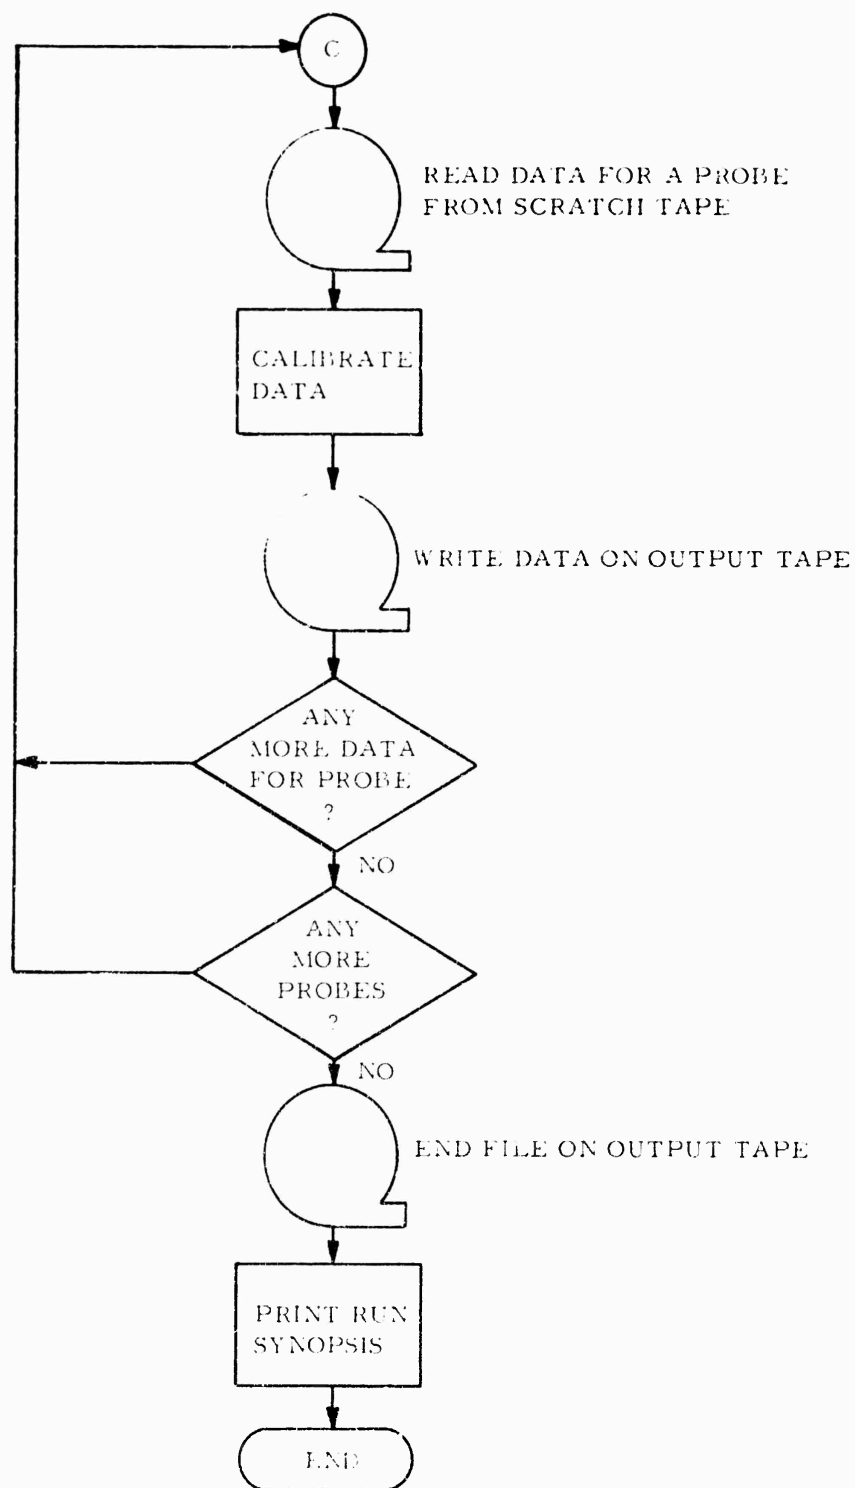 C
READ DATA FOR A PROBE
FROM SCRATCH TAPE
CALIBRATE
DATA
WRITE DATA ON OUTPUT TAPE
ANY
MORE DATA
FOR PROBE
?
NO
ANY
MORE
PROBES
?
NO
END FILE ON OUTPUT TAPE
PRINT RUN
SYNOPSIS
END